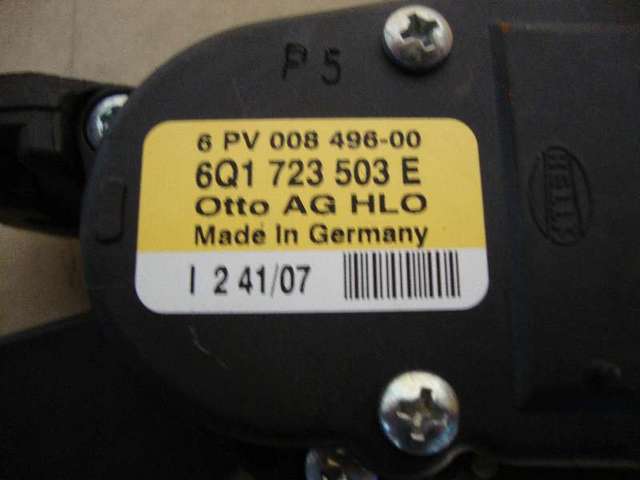 P 5
6 PV 008 496-00
6Q1 723 503 E
Otto AG HLO
Made In Germany
I 2 41/07
HELLA